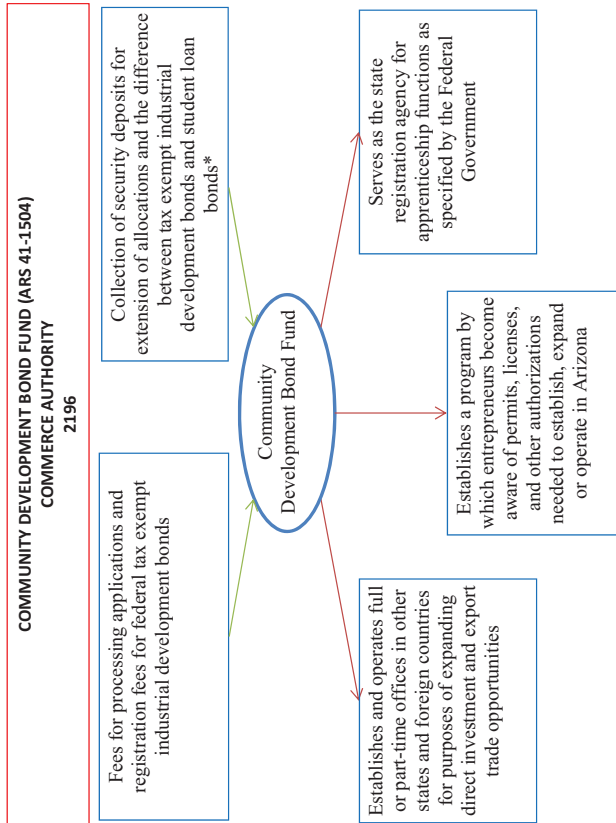 COMMUNITY DEVELOPMENT BOND FUND (ARS 41-1504)
COMMERCE AUTHORITY
2196
Fees for processing applications and
registration fees for federal tax exempt
industrial development bonds
Collection of security deposits for
extension of allocations and the difference
between tax exempt industrial
development bonds and student loan
bonds*
Community
Development Bond Fund
Establishes and operates full
or part-time offices in other
states and foreign countries
for purposes of expanding
direct investment and export
trade opportunities
Establishes a program by
which entrepreneurs become
aware of permits, licenses,
and other authorizations
needed to establish, expand
or operate in Arizona
Serves as the state
registration agency for
apprenticeship functions as
specified by the Federal
Government